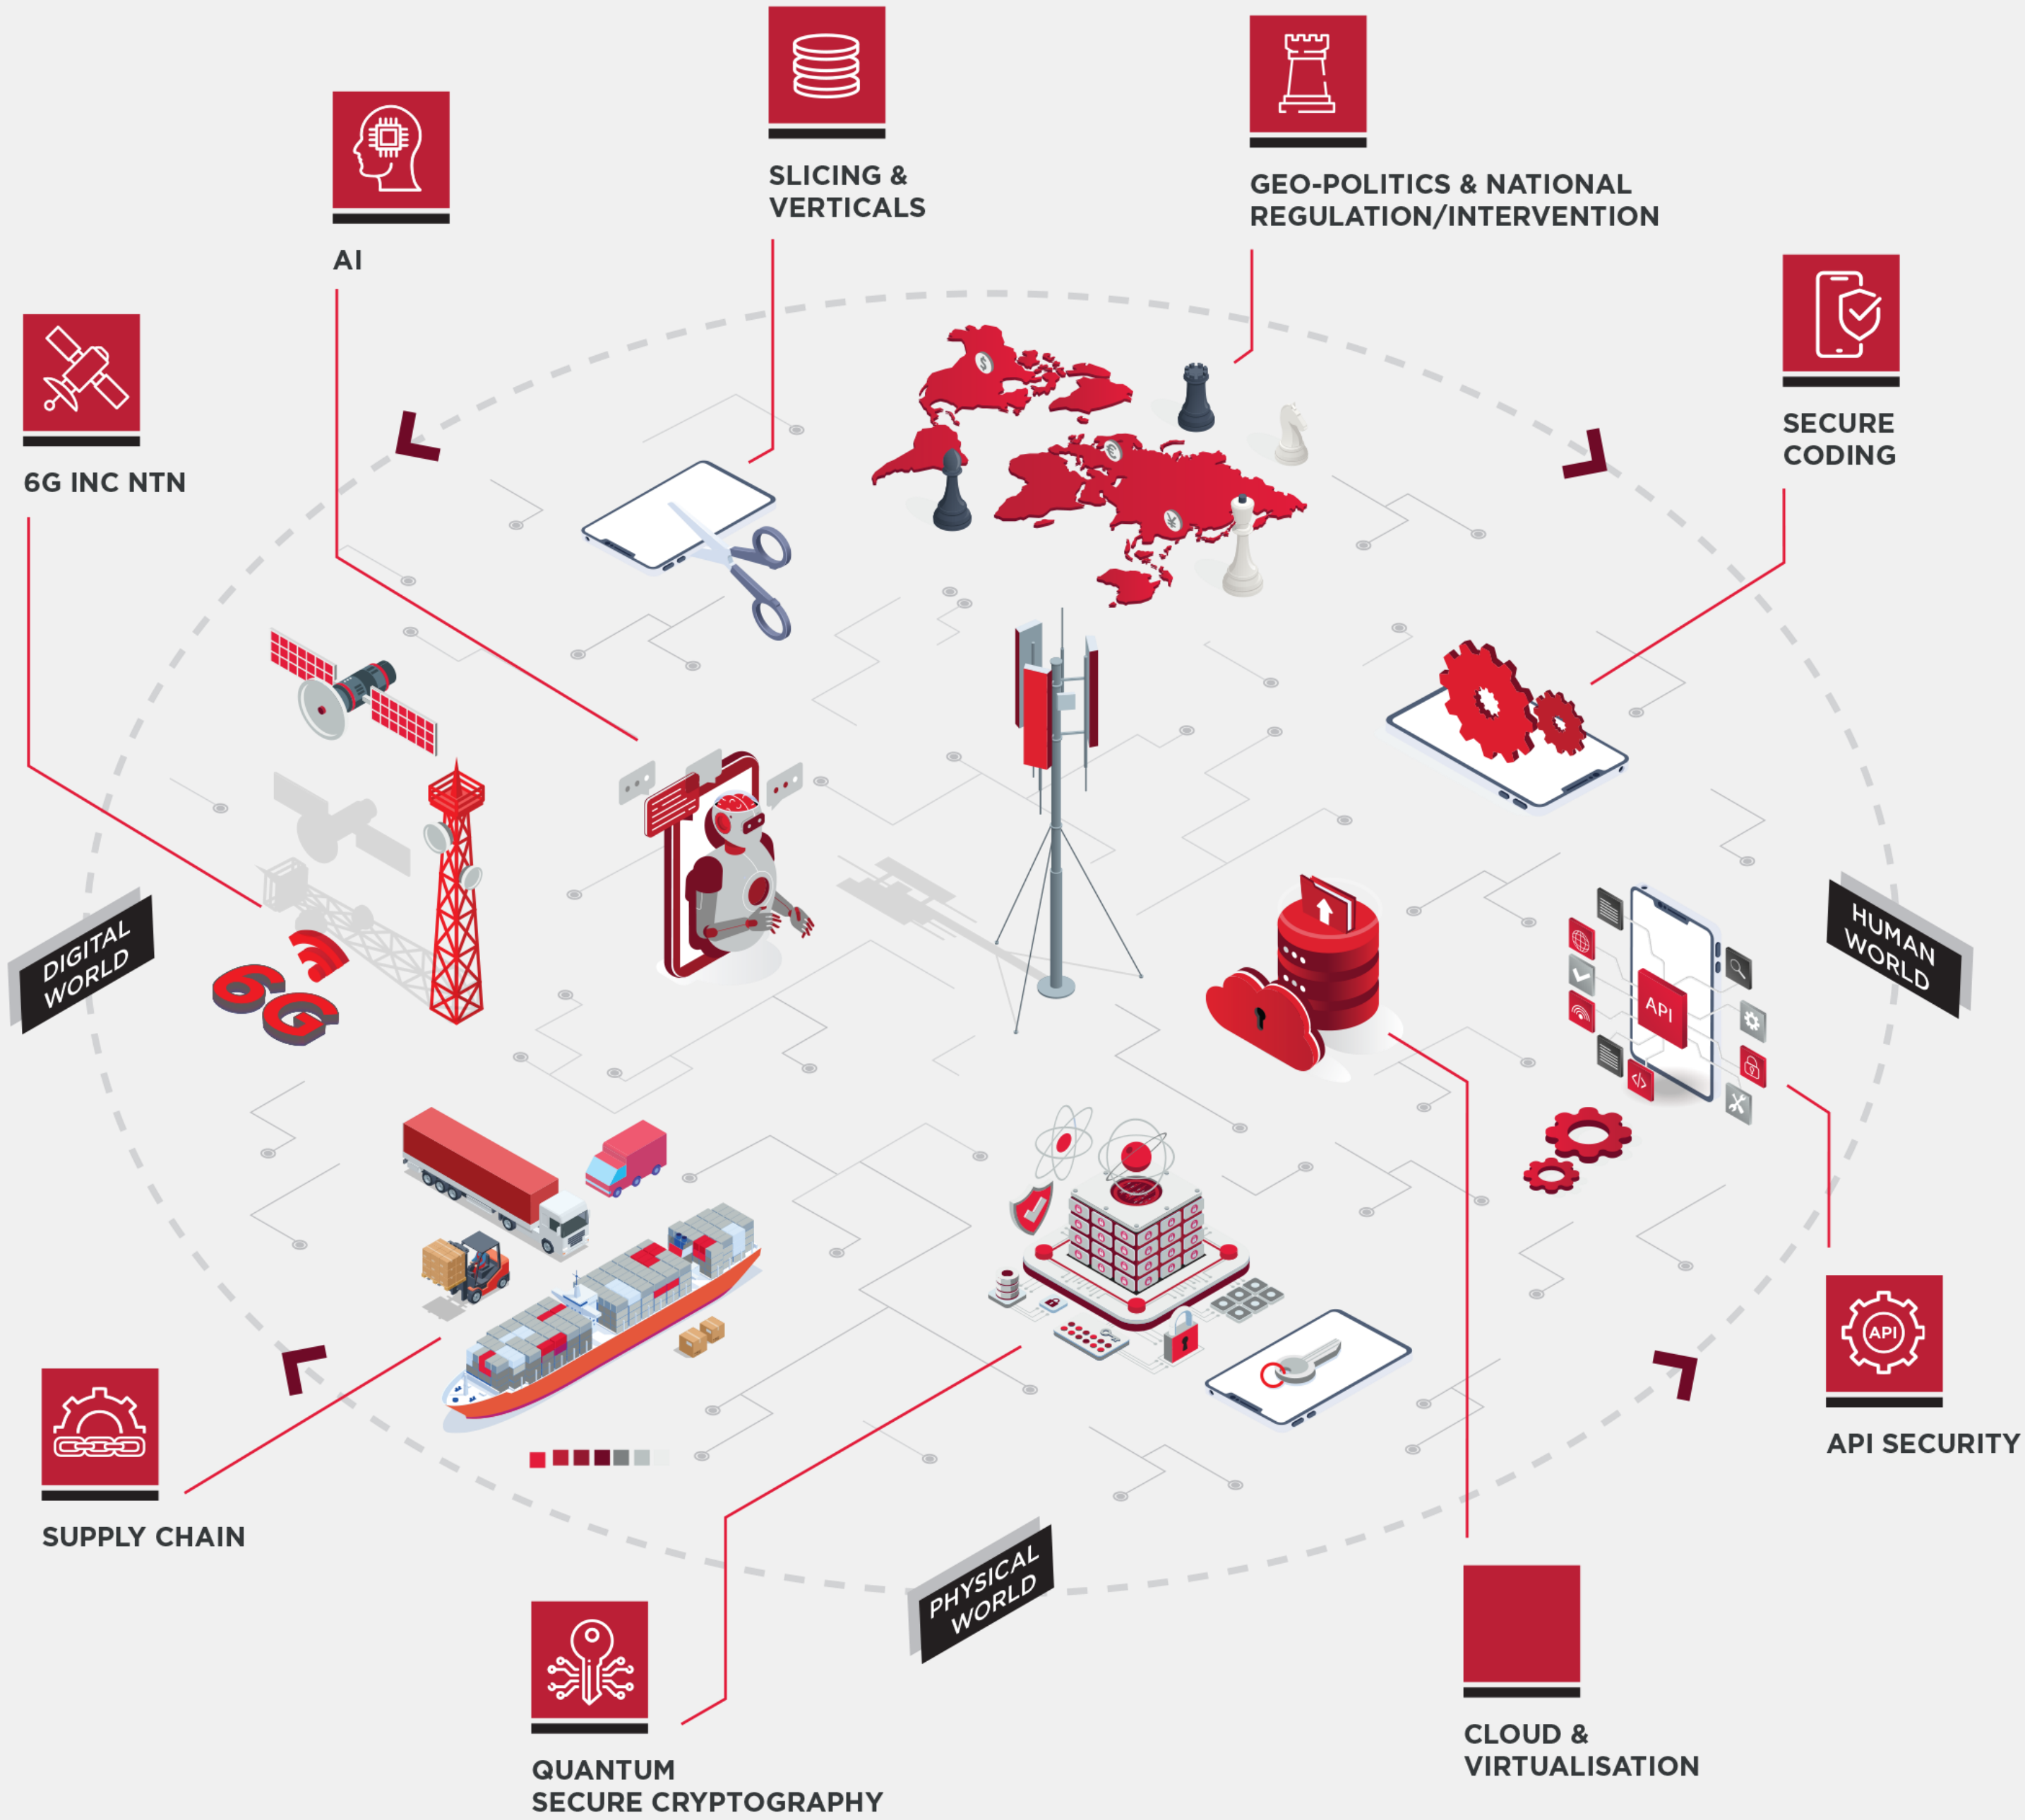 SLICING &
VERTICALS
GEO-POLITICS & NATIONAL
REGULATION/INTERVENTION
AI
SECURE
CODING
6G INC NTN
$
€
¥
DIGITAL
WORLD
6G
HUMAN
WORLD
API
</>
API
API SECURITY
SUPPLY CHAIN
PHYSICAL
WORLD
CLOUD &
VIRTUALISATION
QUANTUM
SECURE CRYPTOGRAPHY